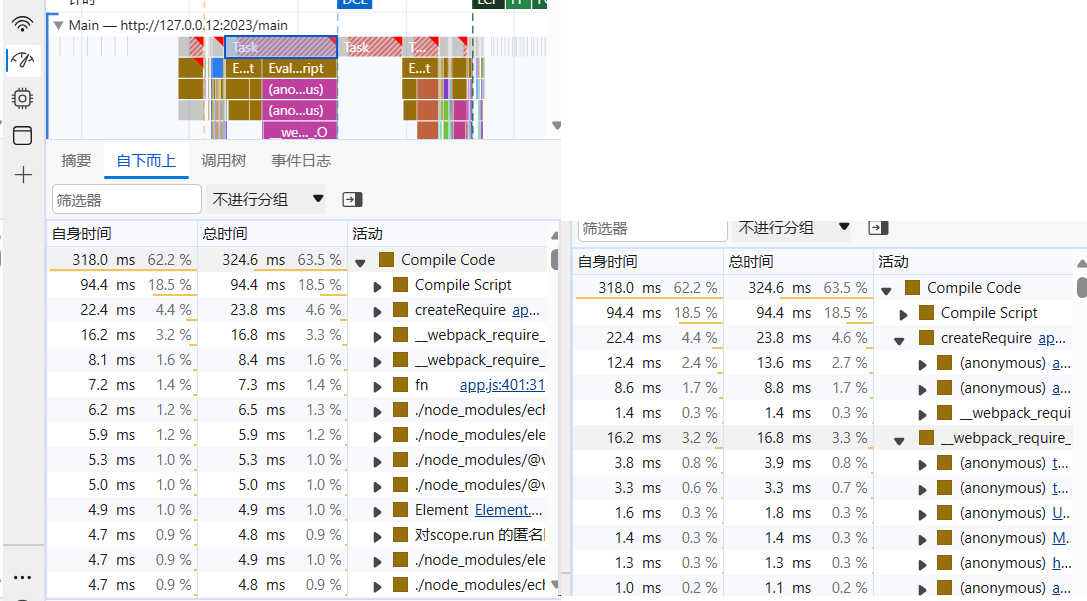 DCL
LCP
Main — http://127.0.0.12:2023/main
Task
Task
T...
E...t
Eval...ript
E...t
(ano...us)
(ano...us)
__we..._.O
摘要
自下而上
调用树
事件日志
筛选器
不进行分组
自身时间
总时间
活动
318.0 ms 62.2 % 324.6 ms 63.5 % Compile Code
94.4 ms 18.5 % 94.4 ms 18.5 % Compile Script
22.4 ms 4.4 % 23.8 ms 4.6 % createRequire ap...
16.2 ms 3.2 % 16.8 ms 3.3 % __webpack_require_
8.1 ms 1.6 % 8.4 ms 1.6 % __webpack_require_
7.2 ms 1.4 % 7.3 ms 1.4 % fn app.js:401:31
6.2 ms 1.2 % 6.5 ms 1.3 % ./node_modules/ech
5.9 ms 1.2 % 5.9 ms 1.2 % ./node_modules/ele
5.3 ms 1.0 % 5.3 ms 1.0 % ./node_modules/@v
5.0 ms 1.0 % 5.0 ms 1.0 % ./node_modules/@v
4.9 ms 1.0 % 4.9 ms 1.0 % Element Element....
4.7 ms 0.9 % 4.8 ms 0.9 % 对scope.run 的匿名
4.7 ms 0.9 % 4.9 ms 1.0 % ./node_modules/ele
4.7 ms 0.9 % 4.8 ms 0.9 % ./node_modules/ech
筛选器
不进行分组
自身时间
总时间
活动
318.0 ms 62.2 % 324.6 ms 63.5 % Compile Code
94.4 ms 18.5 % 94.4 ms 18.5 % Compile Script
22.4 ms 4.4 % 23.8 ms 4.6 % createRequire ap...
12.4 ms 2.4 % 13.6 ms 2.7 % (anonymous) a...
8.6 ms 1.7 % 8.8 ms 1.7 % (anonymous) a...
1.4 ms 0.3 % 1.4 ms 0.3 % __webpack_requi
16.2 ms 3.2 % 16.8 ms 3.3 % __webpack_require_
3.8 ms 0.8 % 3.9 ms 0.8 % (anonymous) t...
3.3 ms 0.6 % 3.3 ms 0.7 % (anonymous) t...
1.6 ms 0.3 % 1.8 ms 0.3 % (anonymous) U...
1.4 ms 0.3 % 1.4 ms 0.3 % (anonymous) M...
1.3 ms 0.3 % 1.3 ms 0.3 % (anonymous) h...
1.0 ms 0.2 % 1.1 ms 0.2 % (anonymous) a...